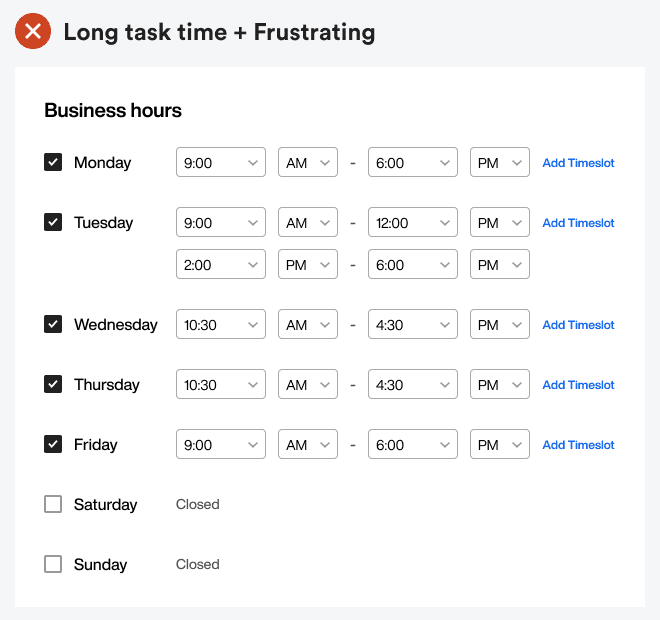 Long task time + Frustrating
Business hours
Monday 9:00 AM - 6:00 PM Add Timeslot
Tuesday 9:00 AM - 12:00 PM Add Timeslot
2:00 PM - 6:00 PM
Wednesday 10:30 AM - 4:30 PM Add Timeslot
Thursday 10:30 AM - 4:30 PM Add Timeslot
Friday 9:00 AM - 6:00 PM Add Timeslot
Saturday Closed
Sunday Closed